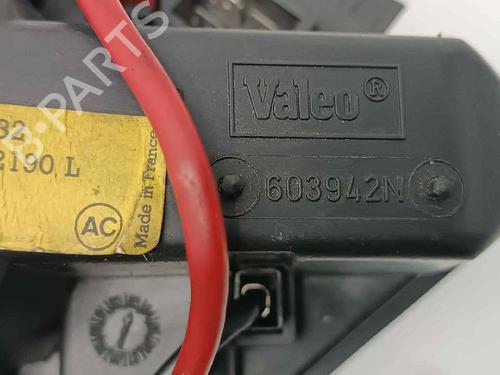 Valeo®
603942N
32
2190 L
AC
Made in France
B-PARTS